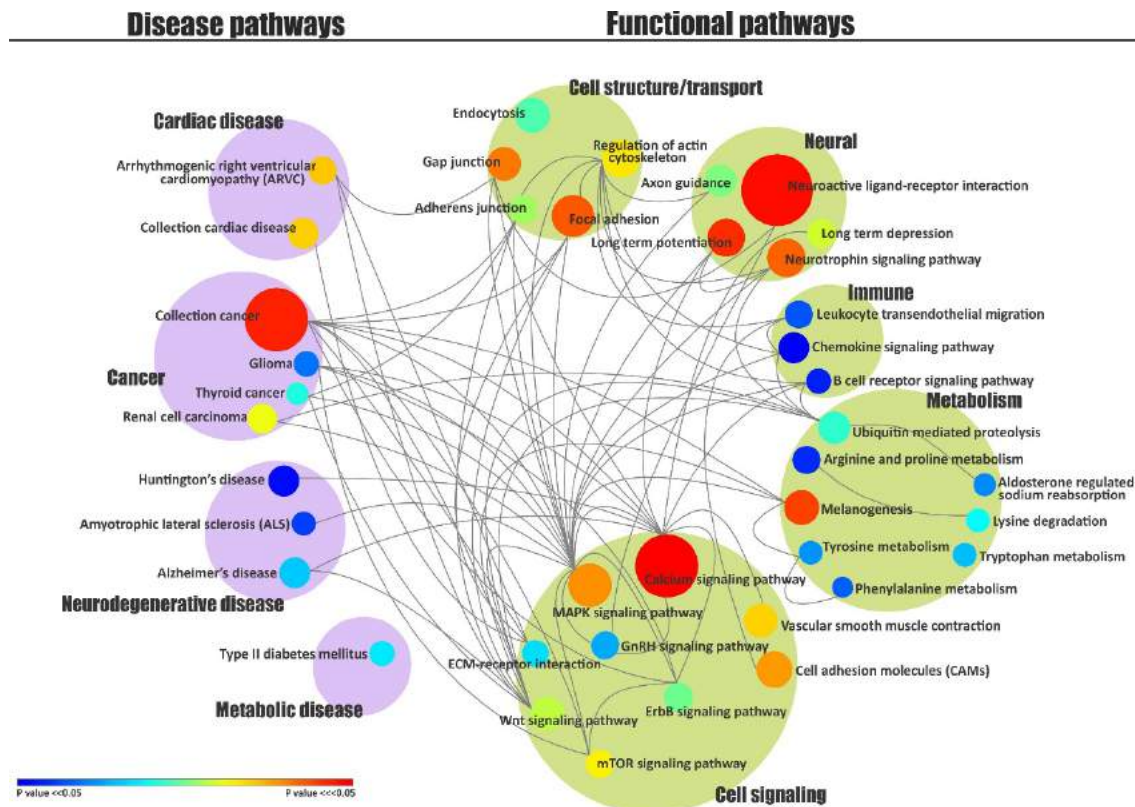 Disease pathways
Functional pathways
Cell structure/transport
Endocytosis
Cardiac disease
Neural
Regulation of actin
cytoskeleton
Arrhythmogenic right ventricular
cardiomyopathy (ARVC)
Gap junction
Axon guidance
Neuroactive ligand-receptor interaction
Adherens junction
Focal adhesion
Collection cardiac disease
Long term potentiation
Long term depression
Neurotrophin signaling pathway
Immune
Collection cancer
Leukocyte transendothelial migration
Chemokine signaling pathway
Glioma
Cancer
B cell receptor signaling pathway
Thyroid cancer
Metabolism
Renal cell carcinoma
Ubiquitin mediated proteolysis
Arginine and proline metabolism
Huntington's disease
Aldosterone regulated
sodium reabsorption
Melanogenesis
Lysine degradation
Amyotrophic lateral sclerosis (ALS)
Tyrosine metabolism
Tryptophan metabolism
Alzheimer's disease
Calcium signaling pathway
Phenylalanine metabolism
Neurodegenerative disease
MAPK signaling pathway
Vascular smooth muscle contraction
GnRH signaling pathway
Type II diabetes mellitus
ECM-receptor interaction
Cell adhesion molecules (CAMs)
Metabolic disease
ErbB signaling pathway
Wnt signaling pathway
mTOR signaling pathway
P value <<0.05
P value <<<0.05
Cell signaling